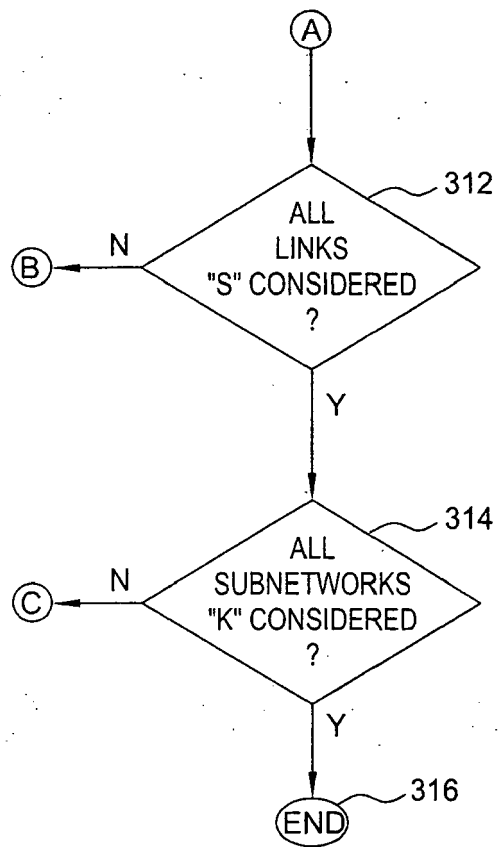 A
312
ALL
LINKS
"S" CONSIDERED
?
N
B
Y
314
ALL
SUBNETWORKS
"K" CONSIDERED
?
N
C
Y
316
END